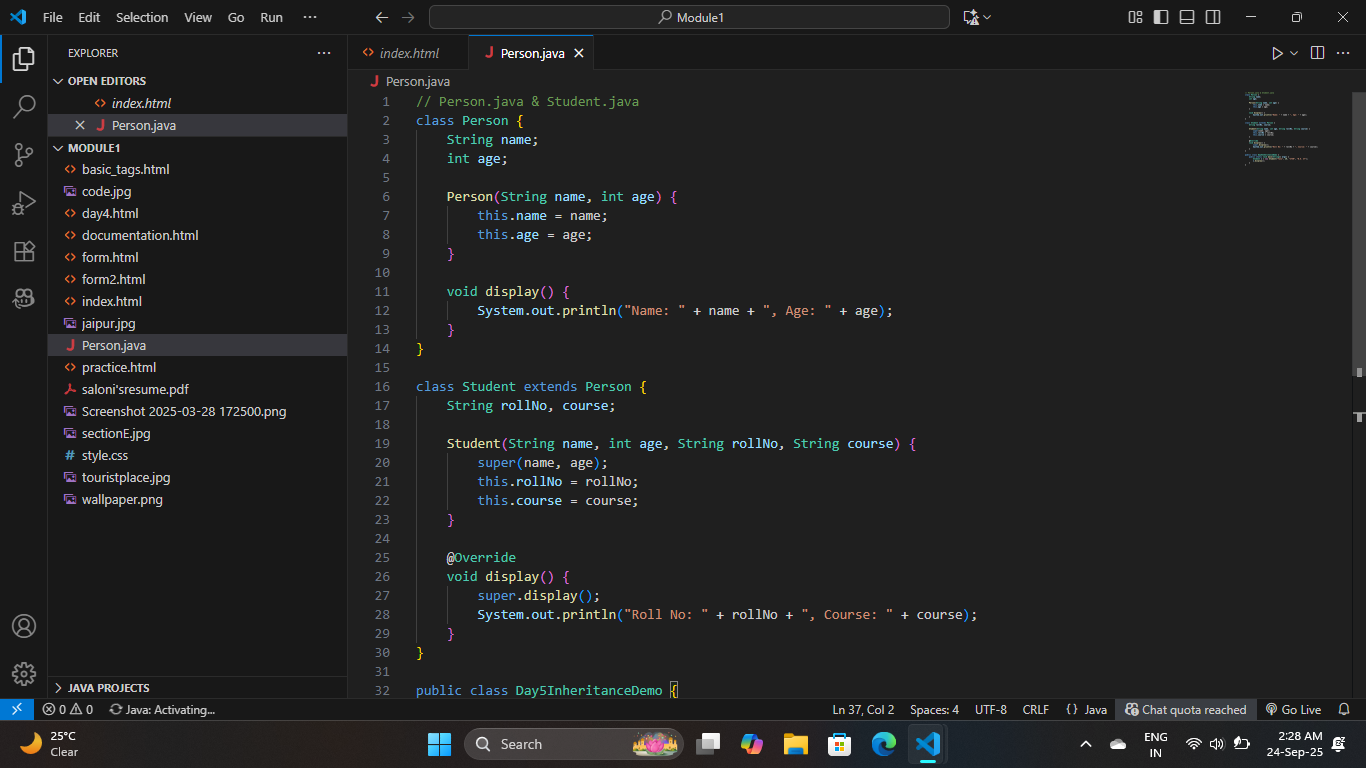 File Edit Selection View Go Run ···
Module1
EXPLORER
OPEN EDITORS
index.html
Person.java
MODULE1
basic_tags.html
code.jpg
day4.html
documentation.html
form.html
form2.html
index.html
jaipur.jpg
Person.java
practice.html
saloni'sresume.pdf
Screenshot 2025-03-28 172500.png
sectionE.jpg
style.css
touristplace.jpg
wallpaper.png
JAVA PROJECTS
index.html
Person.java
Person.java
1 // Person.java & Student.java
2 class Person {
3     String name;
4     int age;
5
6     Person(String name, int age) {
7         this.name = name;
8         this.age = age;
9     }
10
11     void display() {
12         System.out.println("Name: " + name + ", Age: " + age);
13     }
14 }
15
16 class Student extends Person {
17     String rollNo, course;
18
19     Student(String name, int age, String rollNo, String course) {
20         super(name, age);
21         this.rollNo = rollNo;
22         this.course = course;
23     }
24
25     @Override
26     void display() {
27         super.display();
28         System.out.println("Roll No: " + rollNo + ", Course: " + course);
29     }
30 }
31
32 public class Day5InheritanceDemo {
0 0 Java: Activating...
Ln 37, Col 2 Spaces: 4 UTF-8 CRLF {} Java Chat quota reached Go Live
25°C
Clear
Search
ENG
IN
2:28 AM
24-Sep-25